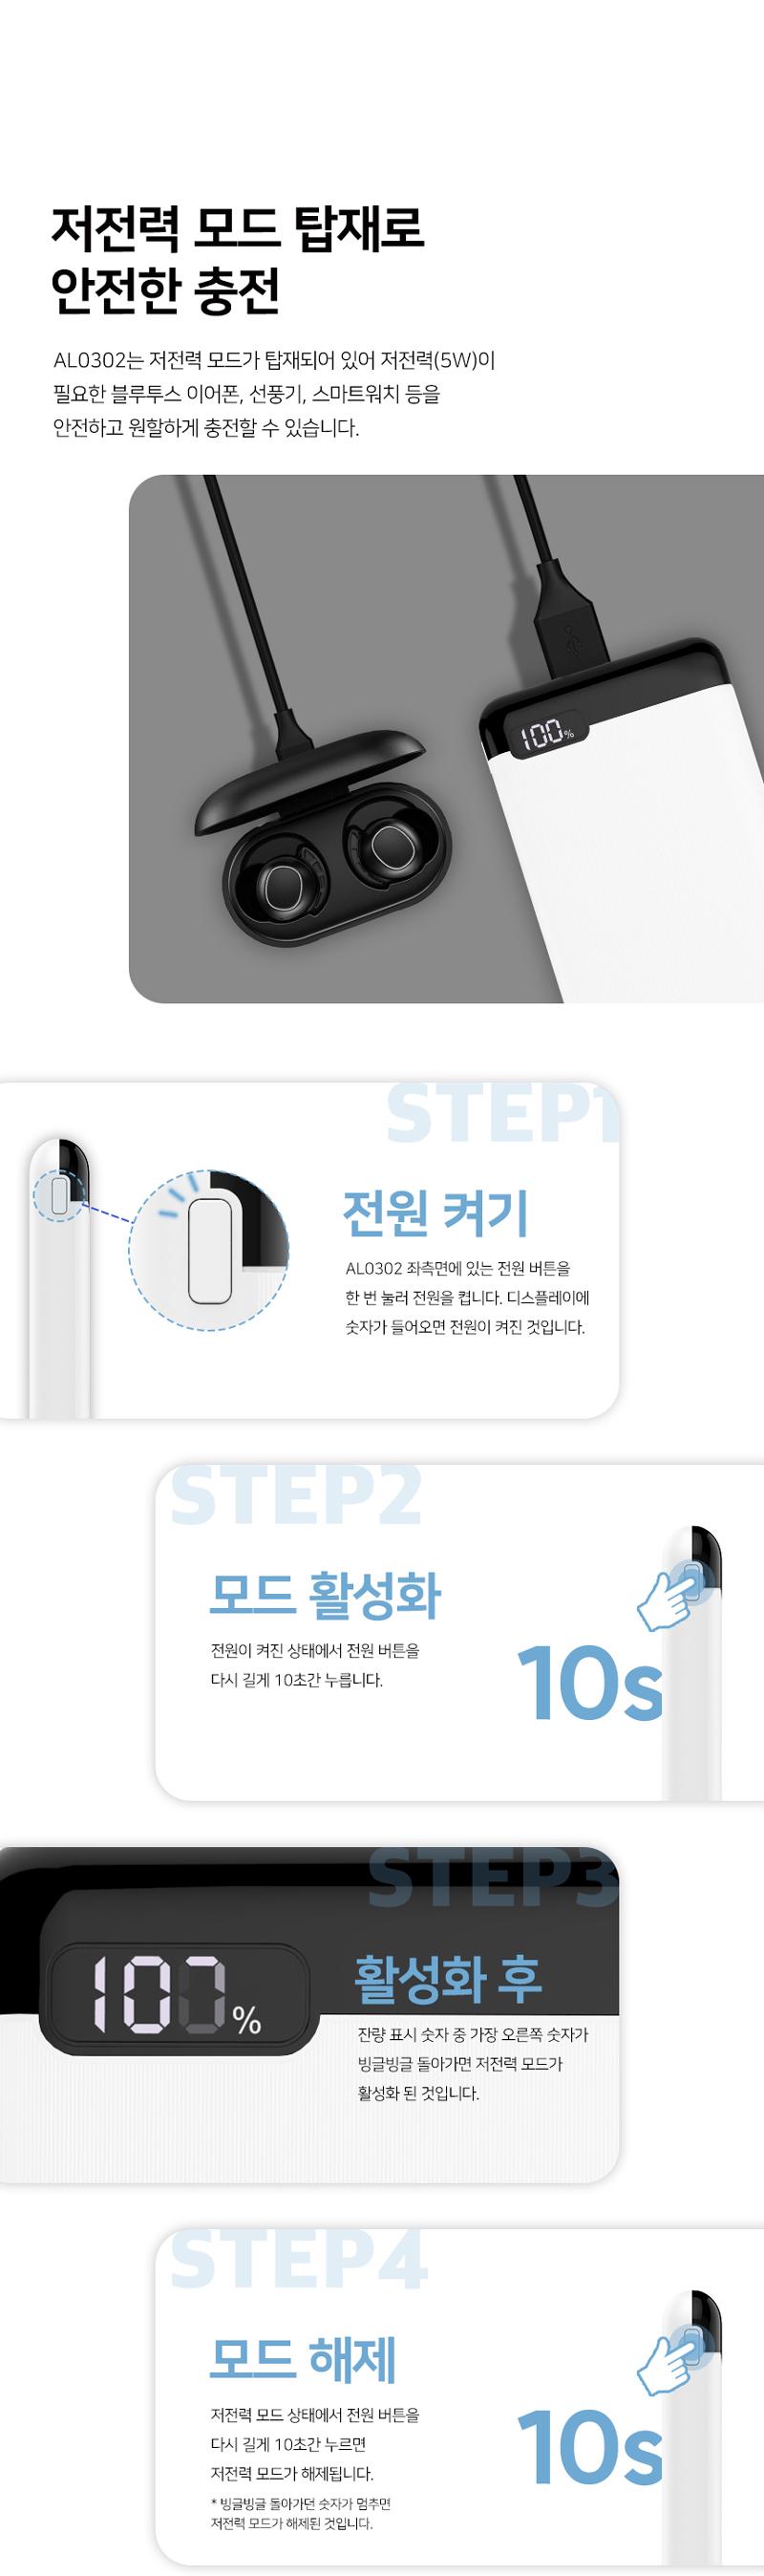 저전력 모드 탑재로
안전한 충전
AL0302는 저전력 모드가 탑재되어 있어 저전력(5W)이
필요한 블루투스 이어폰, 선풍기, 스마트워치 등을
안전하고 원할하게 충전할 수 있습니다.
100%
STEP1
전원 켜기
AL0302 좌측면에 있는 전원 버튼을
한 번 눌러 전원을 켭니다. 디스플레이에
숫자가 들어오면 전원이 켜진 것입니다.
STEP2
모드 활성화
전원이 켜진 상태에서 전원 버튼을
다시 길게 10초간 누릅니다.
10s
STEP3
100%
활성화 후
잔량 표시 숫자 중 가장 오른쪽 숫자가
빙글빙글 돌아가면 저전력 모드가
활성화 된 것입니다.
STEP4
모드 해제
저전력 모드 상태에서 전원 버튼을
다시 길게 10초간 누르면
저전력 모드가 해제됩니다.
* 빙글빙글 돌아가던 숫자가 멈추면
저전력 모드가 해제된 것입니다.
10s